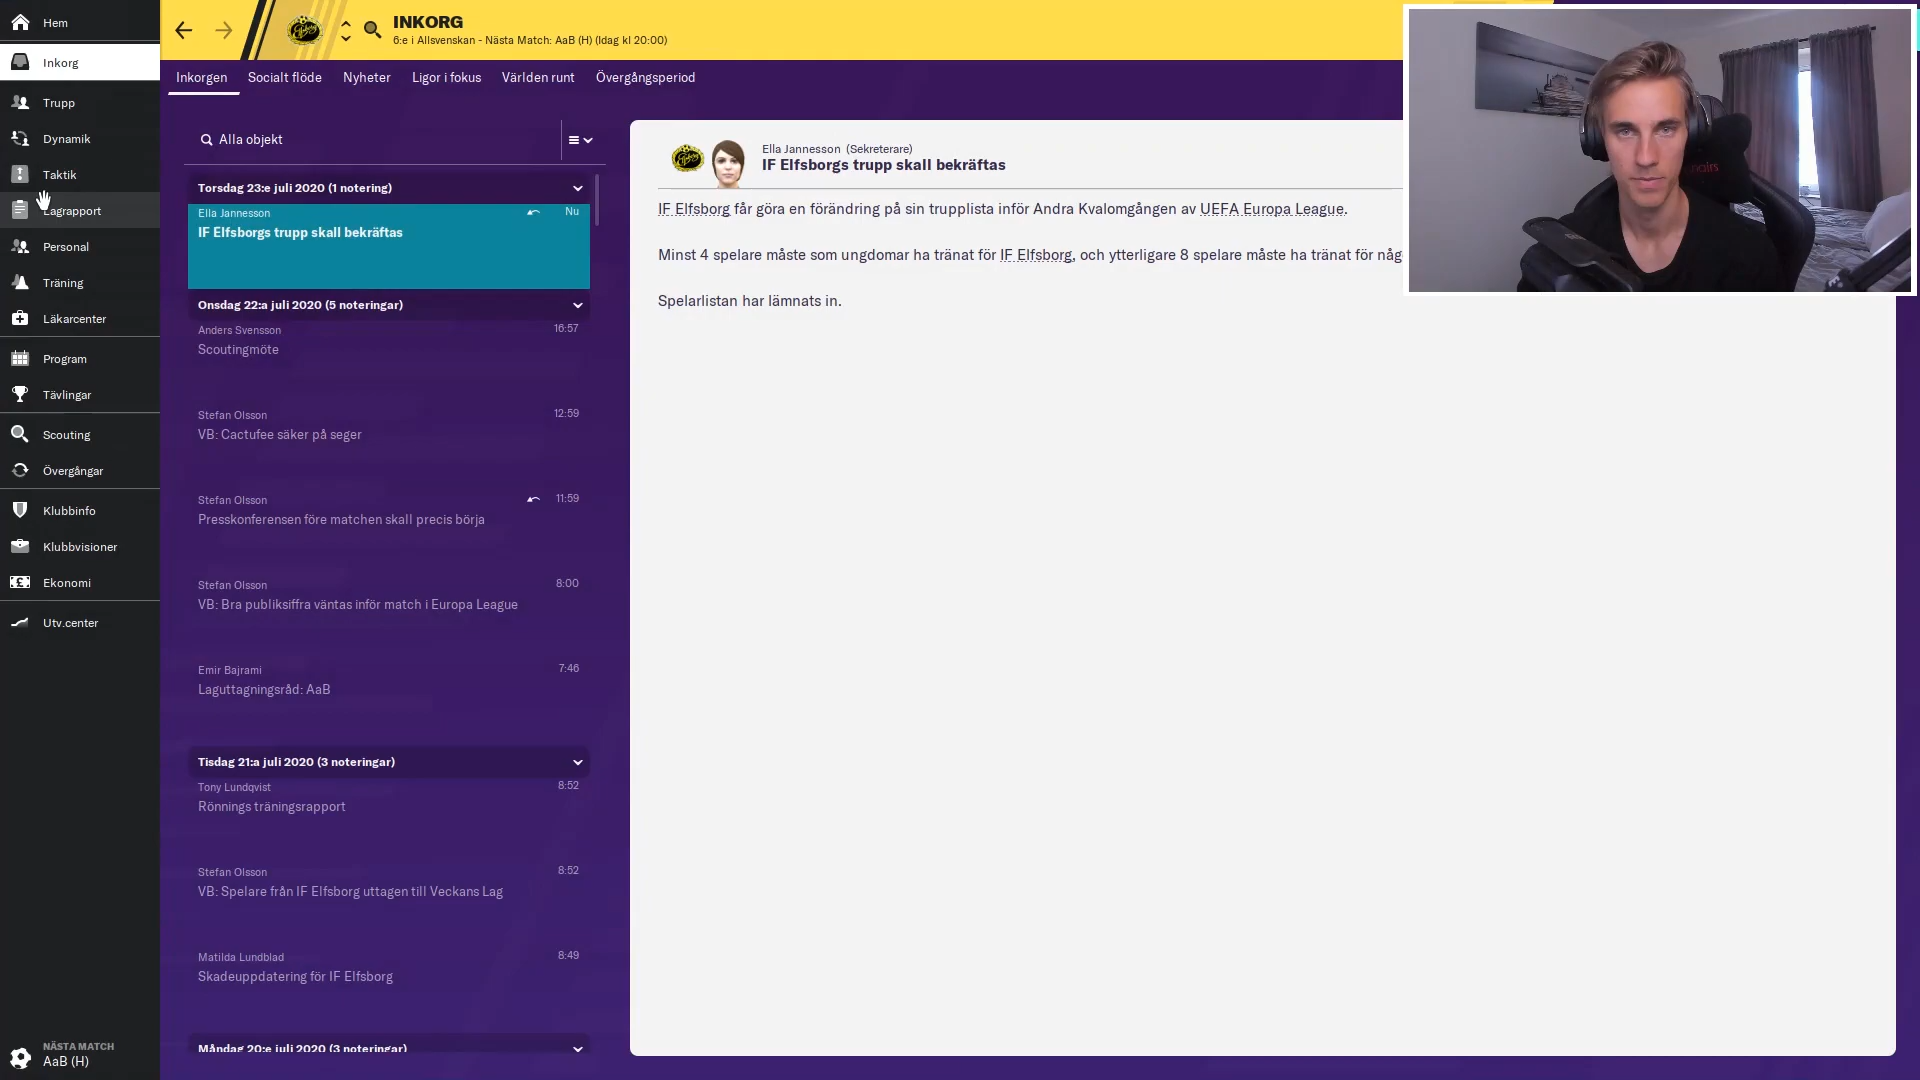 Hem
Inkorg
Trupp
Dynamik
Taktik
Lagrapport
Personal
Träning
Läkarcenter
Program
Tävlingar
Scouting
Övergångar
Klubbinfo
Klubbvisioner
Ekonomi
Utv.center
NÄSTA MATCH
AaB (H)
INKORG
6:e i Allsvenskan - Nästa Match: AaB (H) (Idag kl 20:00)
Inkorgen Socialt flöde Nyheter Ligor i fokus Världen runt Övergångsperiod
Alla objekt
Torsdag 23:e juli 2020 (1 notering)
Ella Jannesson Nu
IF Elfsborgs trupp skall bekräftas
Onsdag 22:a juli 2020 (5 noteringar)
Anders Svensson 16:57
Scoutingmöte
Stefan Olsson 12:59
VB: Cactufee säker på seger
Stefan Olsson 11:59
Presskonferensen före matchen skall precis börja
Stefan Olsson 8:00
VB: Bra publiksiffra väntas inför match i Europa League
Emir Bajrami 7:46
Laguttagningsråd: AaB
Tisdag 21:a juli 2020 (3 noteringar)
Tony Lundqvist 8:52
Rönnings träningsrapport
Stefan Olsson 8:52
VB: Spelare från IF Elfsborg uttagen till Veckans Lag
Matilda Lundblad 8:49
Skadeuppdatering för IF Elfsborg
Måndag 20:e juli 2020 (3 noteringar)
Ella Jannesson (Sekreterare)
IF Elfsborgs trupp skall bekräftas
IF Elfsborg får göra en förändring på sin trupplista inför Andra Kvalomgången av UEFA Europa League.
Minst 4 spelare måste som ungdomar ha tränat för IF Elfsborg, och ytterligare 8 spelare måste ha tränat för någ
Spelarlistan har lämnats in.